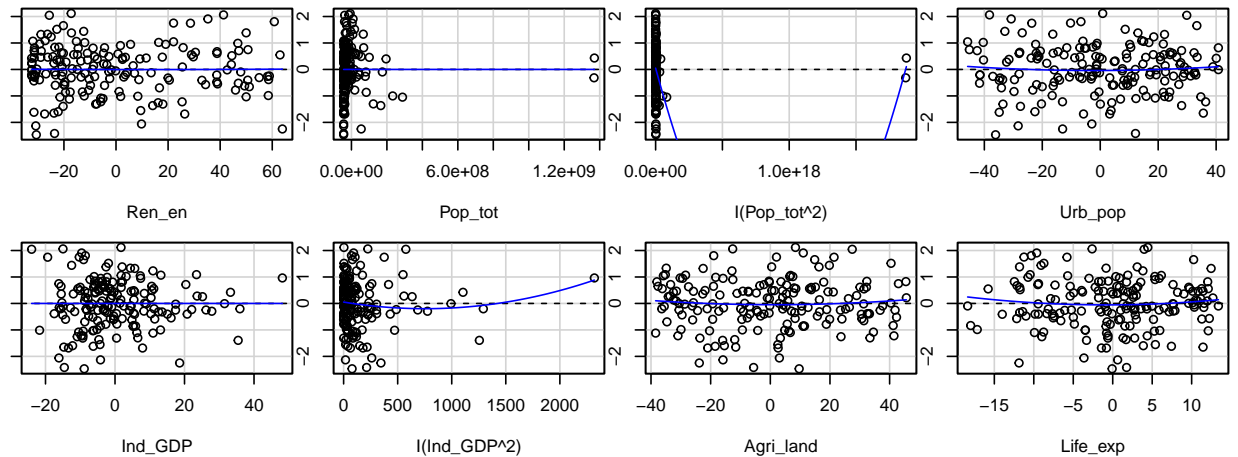 2
0
−2
−20 0 20 40 60
Ren_en
2
0
−2
0.0e+00 6.0e+08 1.2e+09
Pop_tot
2
0
−2
0.0e+00 1.0e+18
I(Pop_tot^2)
2
0
−2
−40 −20 0 20 40
Urb_pop
2
0
−2
−20 0 20 40
Ind_GDP
2
0
−2
0 500 1000 1500 2000
I(Ind_GDP^2)
2
0
−2
−40 −20 0 20 40
Agri_land
2
0
−2
−15 −5 0 5 10
Life_exp